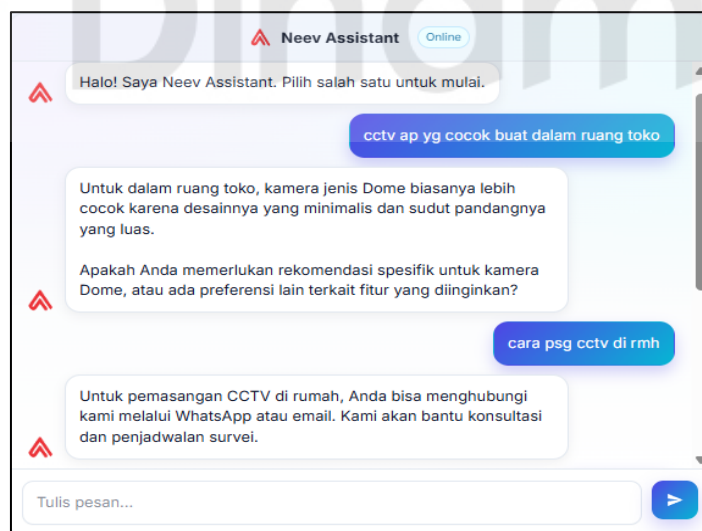 Dinam
Neev Assistant
Online
Halo! Saya Neev Assistant. Pilih salah satu untuk mulai.
cctv ap yg cocok buat dalam ruang toko
Untuk dalam ruang toko, kamera jenis Dome biasanya lebih
cocok karena desainnya yang minimalis dan sudut pandangnya
yang luas.
Apakah Anda memerlukan rekomendasi spesifik untuk kamera
Dome, atau ada preferensi lain terkait fitur yang diinginkan?
cara psg cctv di rmh
Untuk pemasangan CCTV di rumah, Anda bisa menghubungi
kami melalui WhatsApp atau email. Kami akan bantu konsultasi
dan penjadwalan survei.
Tulis pesan...